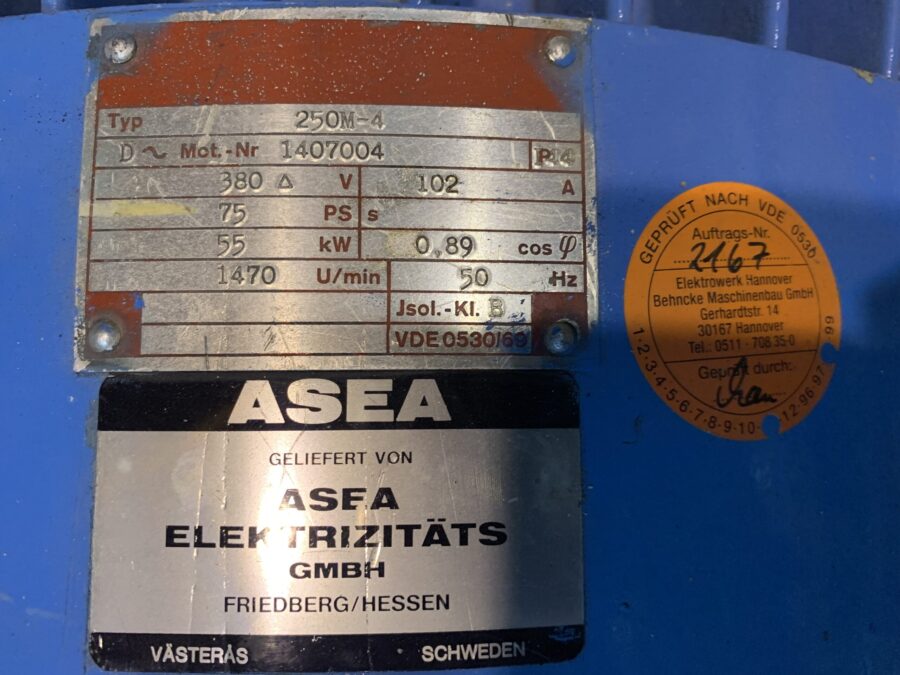 Typ 250M-4
D ~ Mot.-Nr 1407004
380 Δ V 102 A
75 PS s
55 kW 0,89 cos φ
1470 U/min 50 Hz
Jsol.-Kl. B
VDE 0530/69
ASEA
GELIEFERT VON
ASEA
ELEKTRIZITÄTS
GMBH
FRIEDBERG/HESSEN
VÄSTERÅS SCHWEDEN
GEPRÜFT NACH VDE 0530
Auftrags-Nr.
2167
Elektrowerk Hannover
Behncke Maschinenbau GmbH
Gerhardtstr. 14
30167 Hannover
Tel.: 0511 - 708 35-0
Geprüft durch:
1-2-3-4-5-6-7-8-9-10- 12-96-97- 99